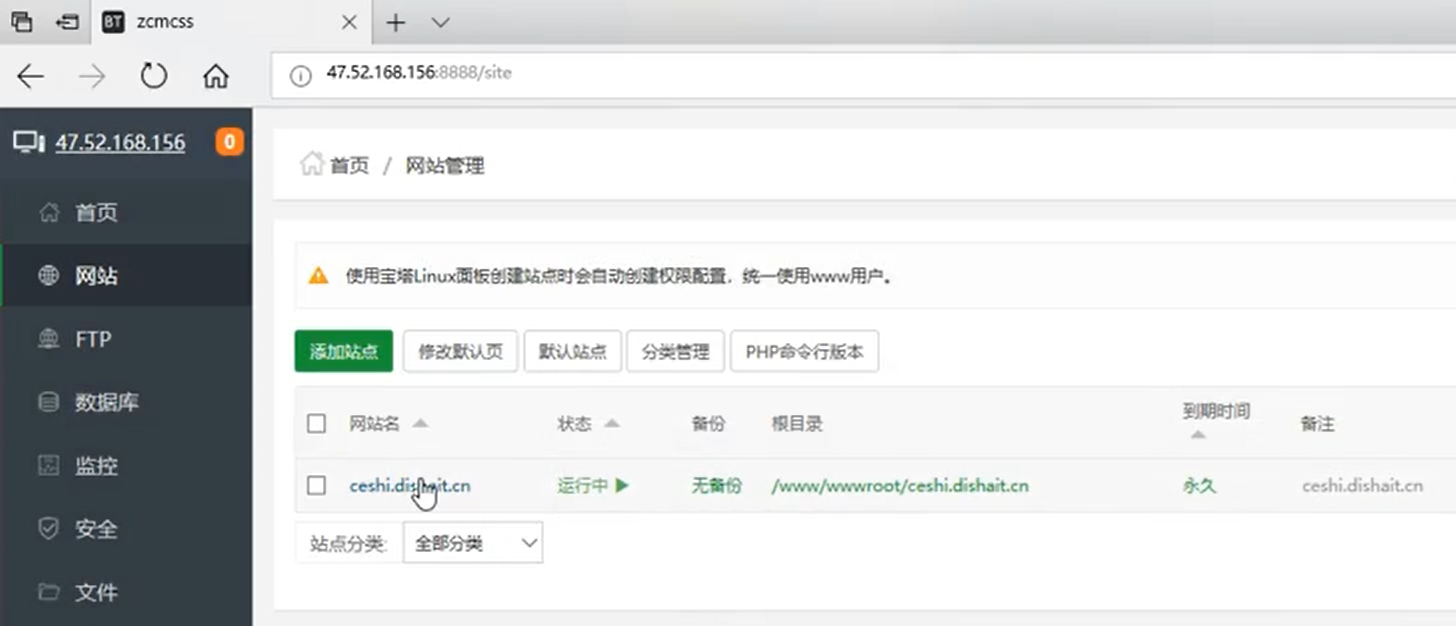 BT zcmcss
47.52.168.156:8888/site
47.52.168.156 0
首页
网站
FTP
数据库
监控
安全
文件
首页 / 网站管理
使用宝塔Linux面板创建站点时会自动创建权限配置，统一使用www用户。
添加站点 修改默认页 默认站点 分类管理 PHP命令行版本
网站名 状态 备份 根目录 到期时间 备注
ceshi.dishait.cn 运行中 无备份 /www/wwwroot/ceshi.dishait.cn 永久 ceshi.dishait.cn
站点分类: 全部分类